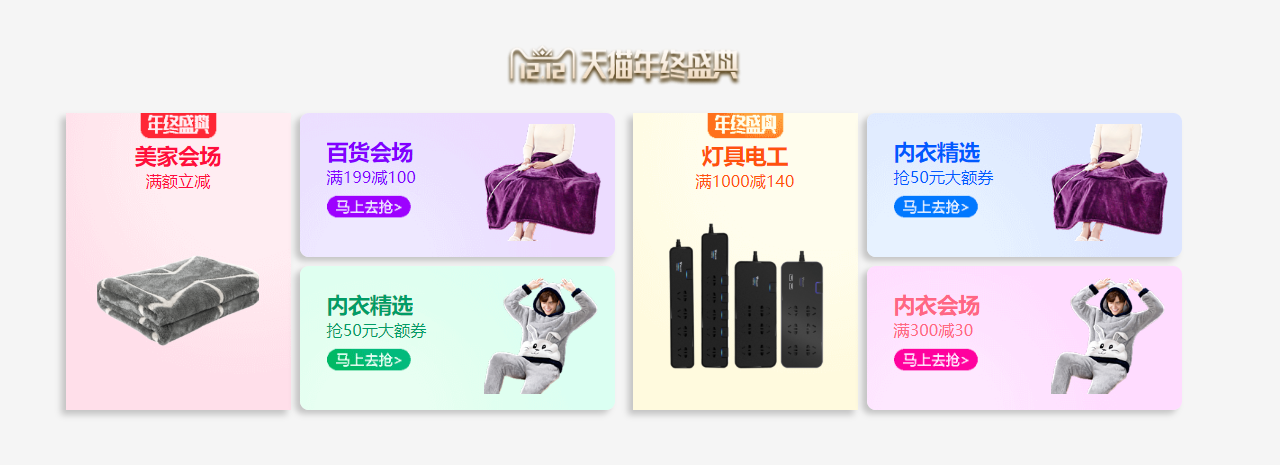 1212 天猫年终盛典
年终盛典
美家会场
满额立减
百货会场
满199减100
马上去抢>
内衣精选
抢50元大额券
马上去抢>
年终盛典
灯具电工
满1000减140
内衣精选
抢50元大额券
马上去抢>
内衣会场
满300减30
马上去抢>